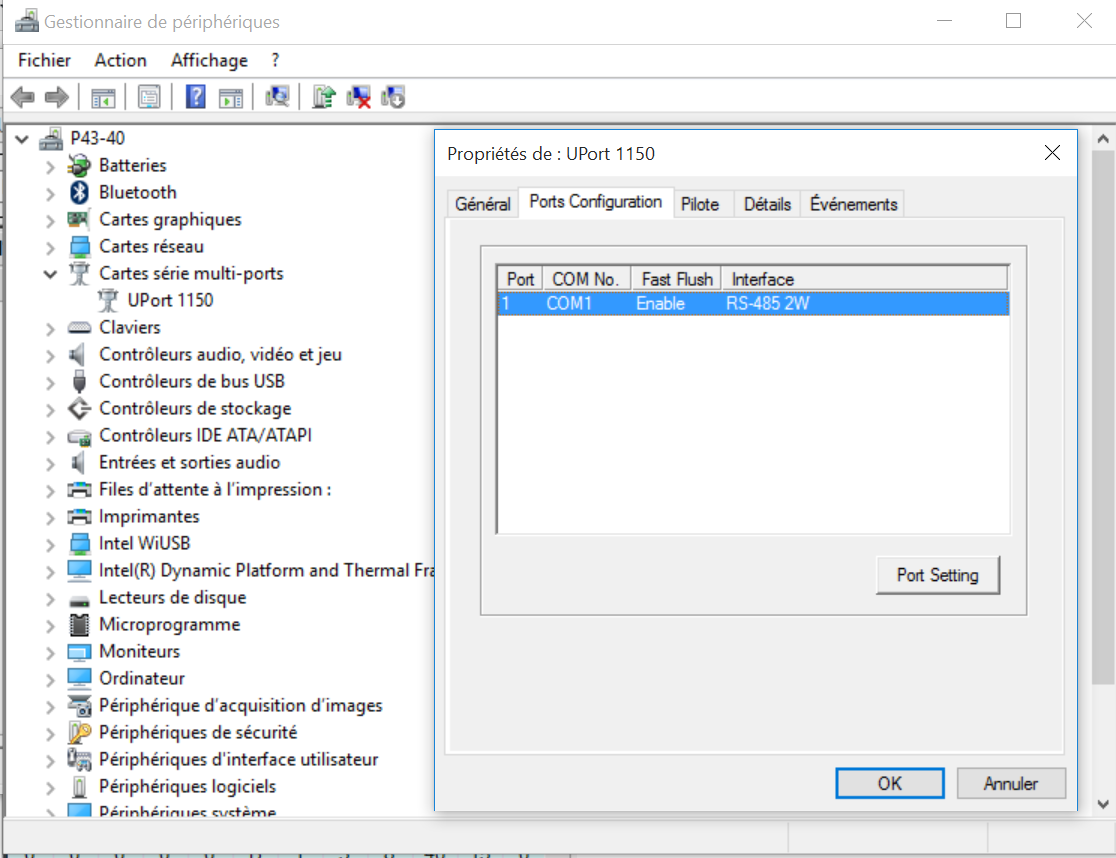 Gestionnaire de périphériques
Fichier Action Affichage ?
P43-40
Batteries
Bluetooth
Cartes graphiques
Cartes réseau
Cartes série multi-ports
UPort 1150
Claviers
Contrôleurs audio, vidéo et jeu
Contrôleurs de bus USB
Contrôleurs de stockage
Contrôleurs IDE ATA/ATAPI
Entrées et sorties audio
Files d'attente à l'impression :
Imprimantes
Intel WiUSB
Intel(R) Dynamic Platform and Thermal Fra
Lecteurs de disque
Microprogramme
Moniteurs
Ordinateur
Périphérique d'acquisition d'images
Périphériques de sécurité
Périphériques d'interface utilisateur
Périphériques logiciels
Périphériques système
Propriétés de : UPort 1150
Général Ports Configuration Pilote Détails Événements
Port COM No. Fast Flush Interface
1 COM1 Enable RS-485 2W
Port Setting
OK Annuler